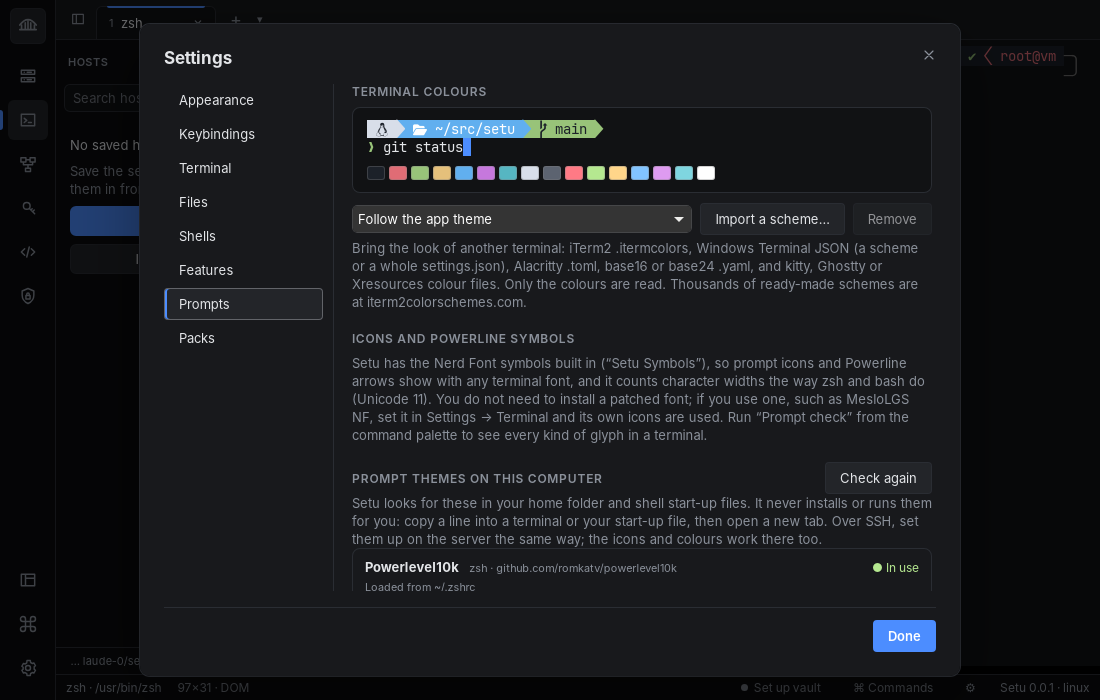 1 zsh
HOSTS
Search hos
No saved h
Save the se
them in fron
... laude-0/se
root@vm
Settings
Appearance
Keybindings
Terminal
Files
Shells
Features
Prompts
Packs
TERMINAL COLOURS
~/src/setu main
❯ git status
Follow the app theme
Import a scheme...
Remove
Bring the look of another terminal: iTerm2 .itermcolors, Windows Terminal JSON (a scheme
or a whole settings.json), Alacritty .toml, base16 or base24 .yaml, and kitty, Ghostty or
Xresources colour files. Only the colours are read. Thousands of ready-made schemes are
at iterm2colorschemes.com.
ICONS AND POWERLINE SYMBOLS
Setu has the Nerd Font symbols built in (“Setu Symbols”), so prompt icons and Powerline
arrows show with any terminal font, and it counts character widths the way zsh and bash do
(Unicode 11). You do not need to install a patched font; if you use one, such as MesloLGS
NF, set it in Settings → Terminal and its own icons are used. Run “Prompt check” from the
command palette to see every kind of glyph in a terminal.
PROMPT THEMES ON THIS COMPUTER
Check again
Setu looks for these in your home folder and shell start-up files. It never installs or runs them
for you: copy a line into a terminal or your start-up file, then open a new tab. Over SSH, set
them up on the server the same way; the icons and colours work there too.
Powerlevel10k zsh · github.com/romkatv/powerlevel10k
In use
Loaded from ~/.zshrc
Done
zsh · /usr/bin/zsh
97×31 · DOM
Set up vault
⌘ Commands
Setu 0.0.1 · linux